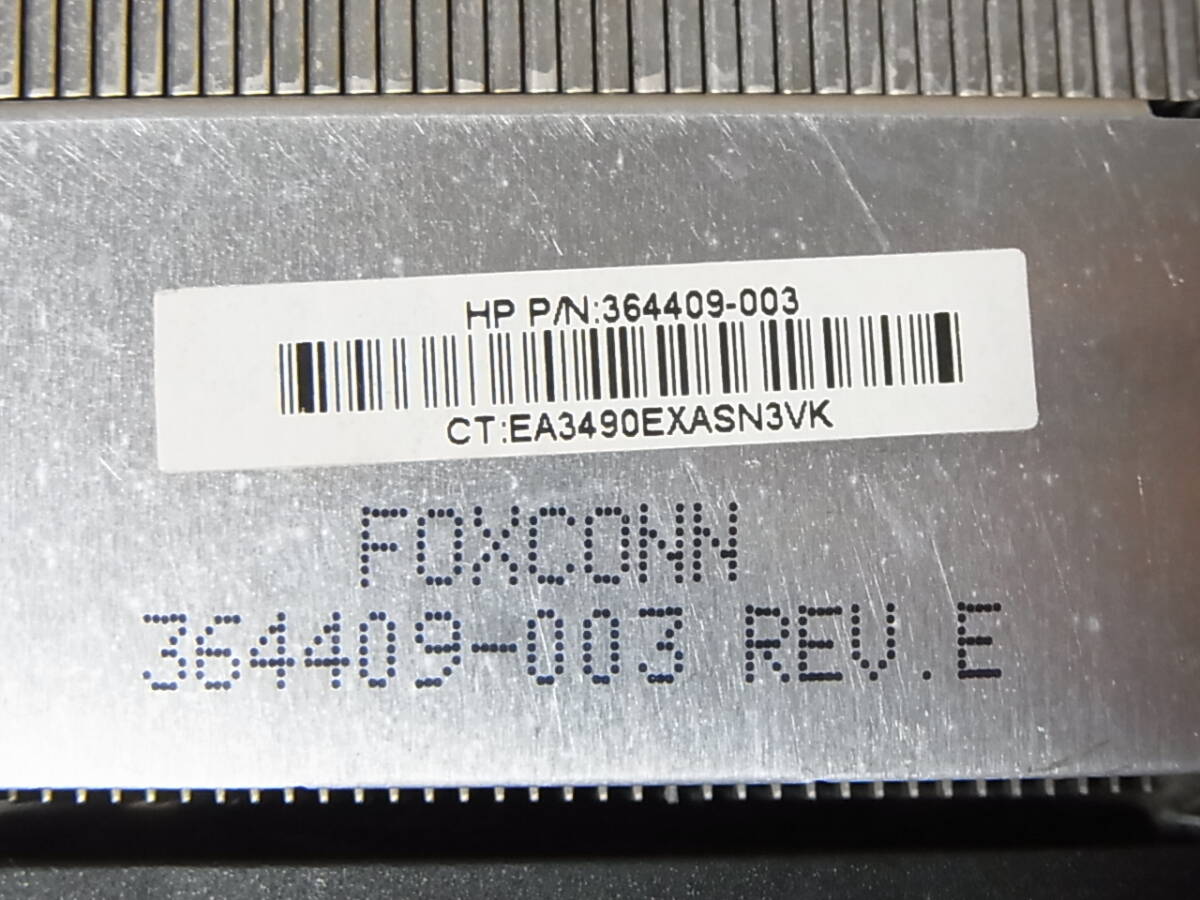 HP P/N:364409-003
CT:EA3490EXASN3VK
FOXCONN
364409-003 REV.E